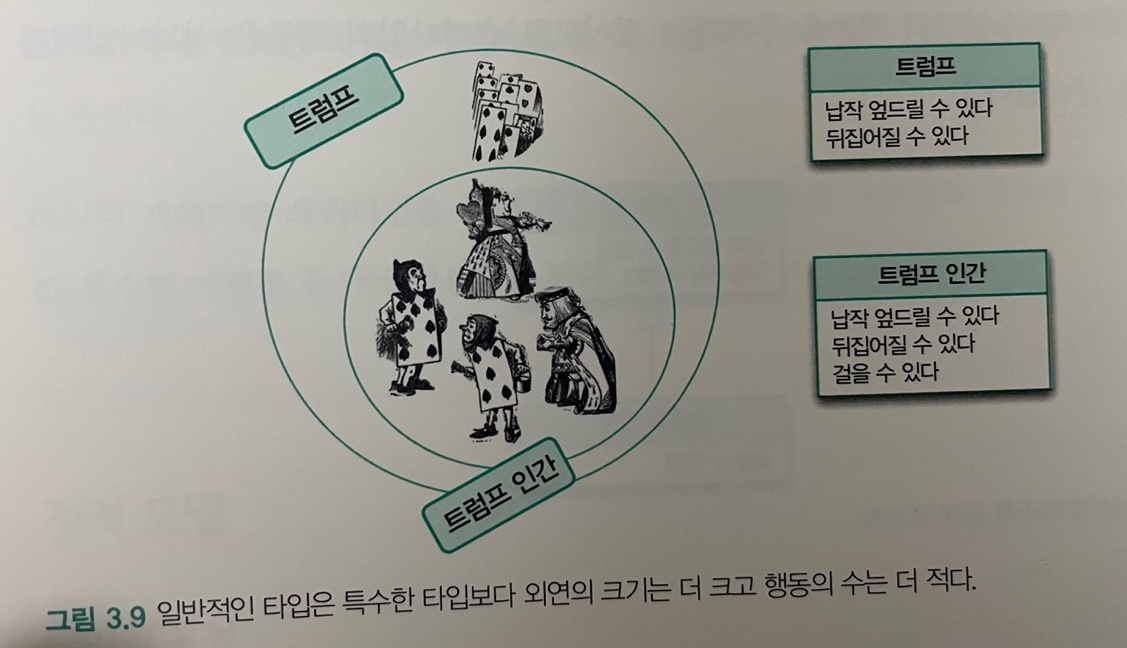 트럼프
트럼프
납작 엎드릴 수 있다
뒤집어질 수 있다
트럼프 인간
납작 엎드릴 수 있다
뒤집어질 수 있다
걸을 수 있다
트럼프 인간
그림 3.9 일반적인 타입은 특수한 타입보다 외연의 크기는 더 크고 행동의 수는 더 적다.